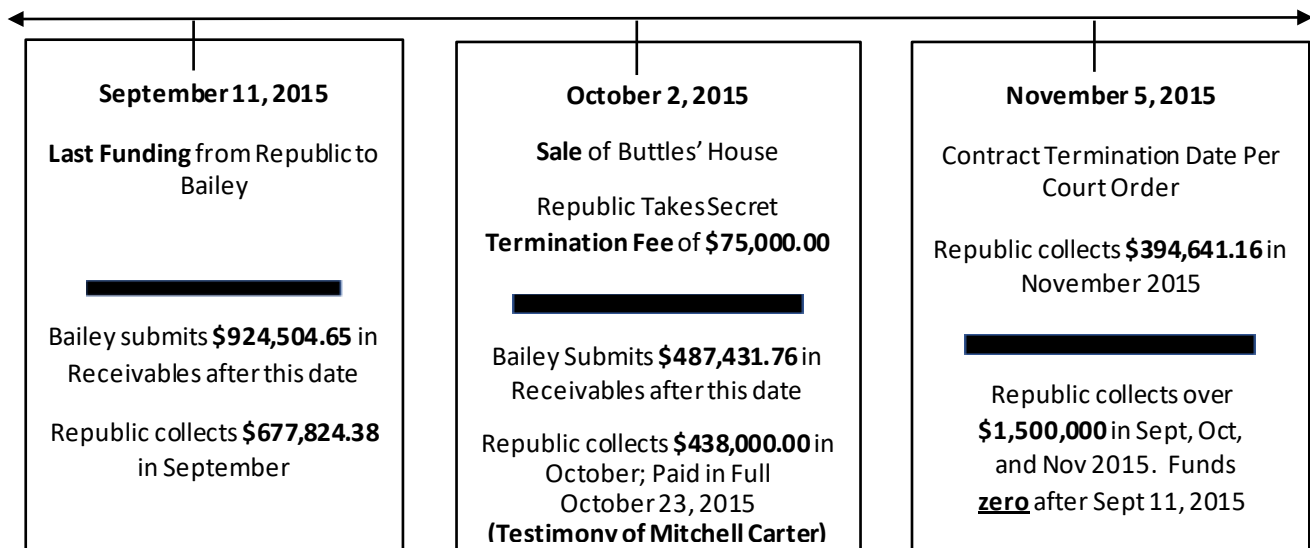 September 11, 2015
Last Funding from Republic to
Bailey
Bailey submits $924,504.65 in
Receivables after this date
Republic collects $677,824.38
in September
October 2, 2015
Sale of Buttles’ House
Republic Takes Secret
Termination Fee of $75,000.00
Bailey Submits $487,431.76 in
Receivables after this date
Republic collects $438,000.00 in
October; Paid in Full
October 23, 2015
(Testimony of Mitchell Carter)
November 5, 2015
Contract Termination Date Per
Court Order
Republic collects $394,641.16 in
November 2015
Republic collects over
$1,500,000 in Sept, Oct,
and Nov 2015. Funds
zero after Sept 11, 2015